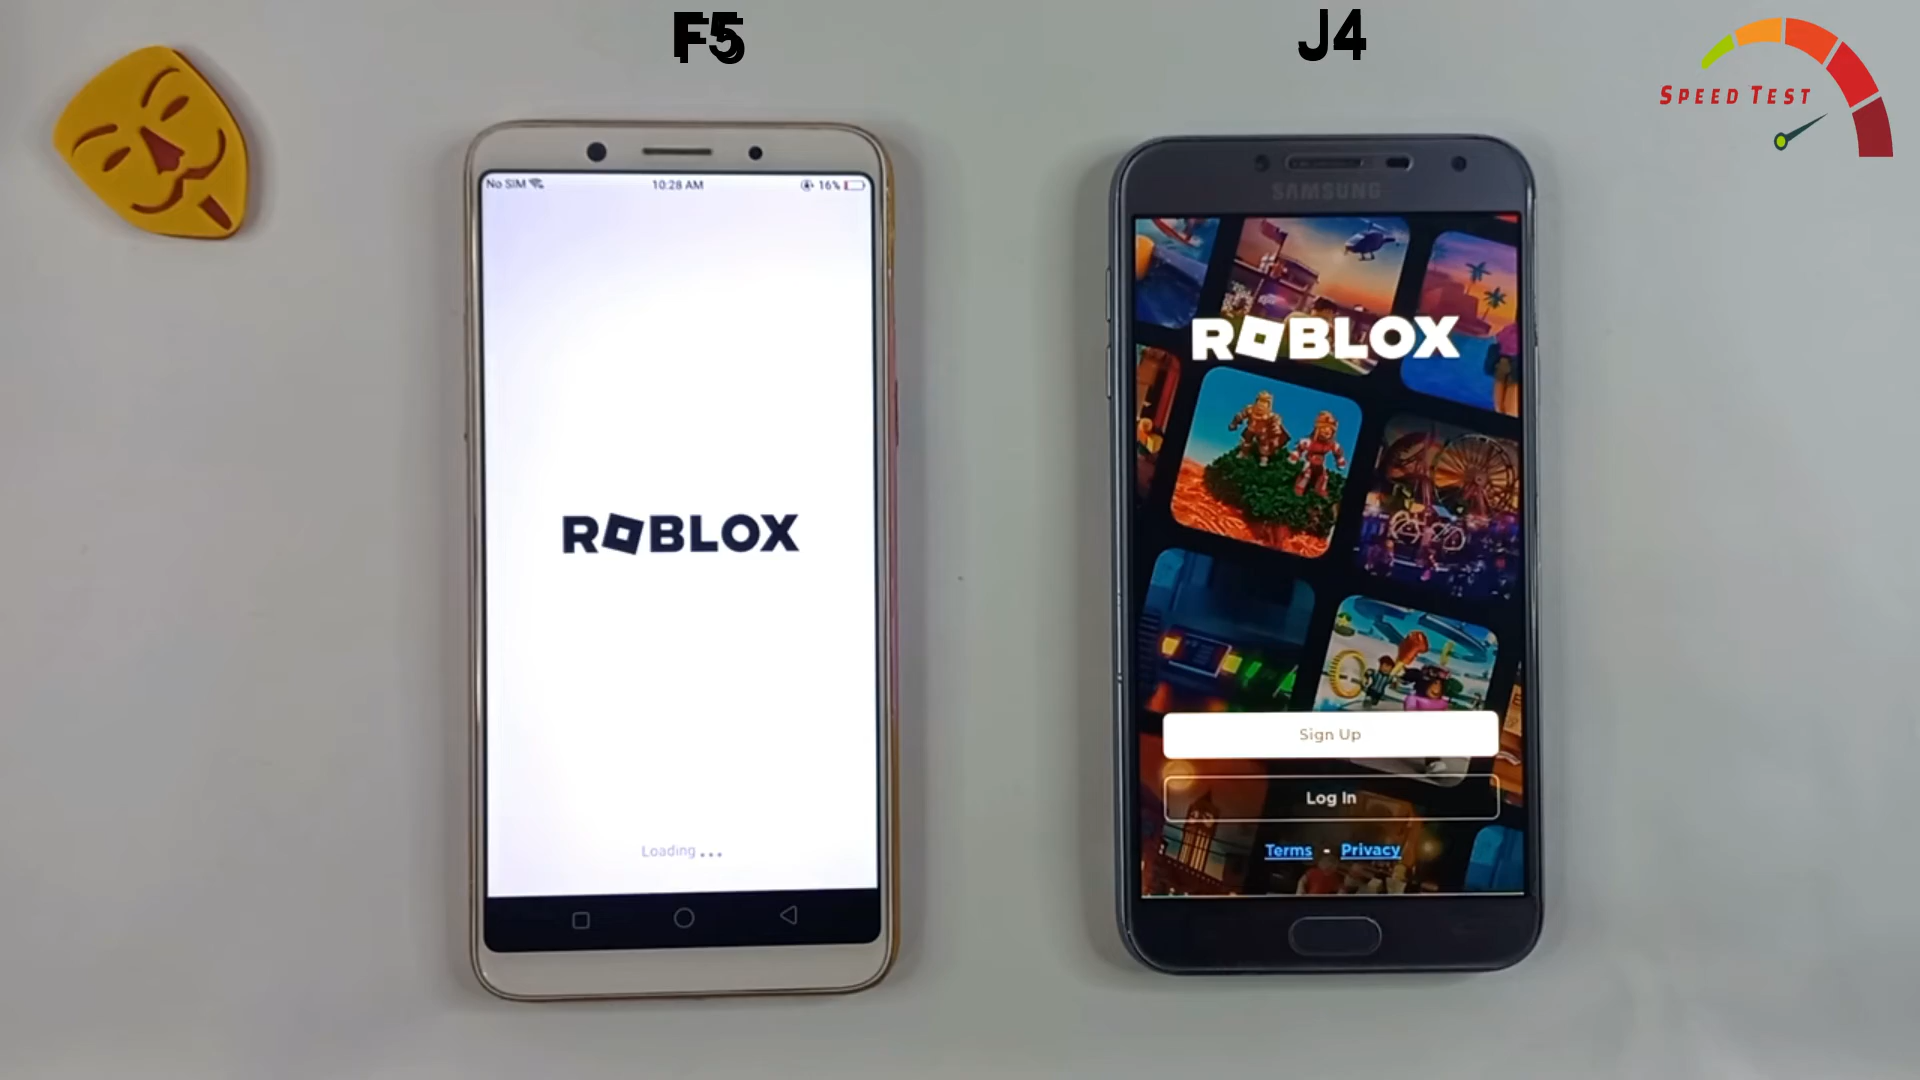 F5
J4
SPEED TEST
No SIM
10:28 AM
16%
SAMSUNG
ROBLOX
ROBLOX
Sign Up
Log In
Terms - Privacy
Loading...